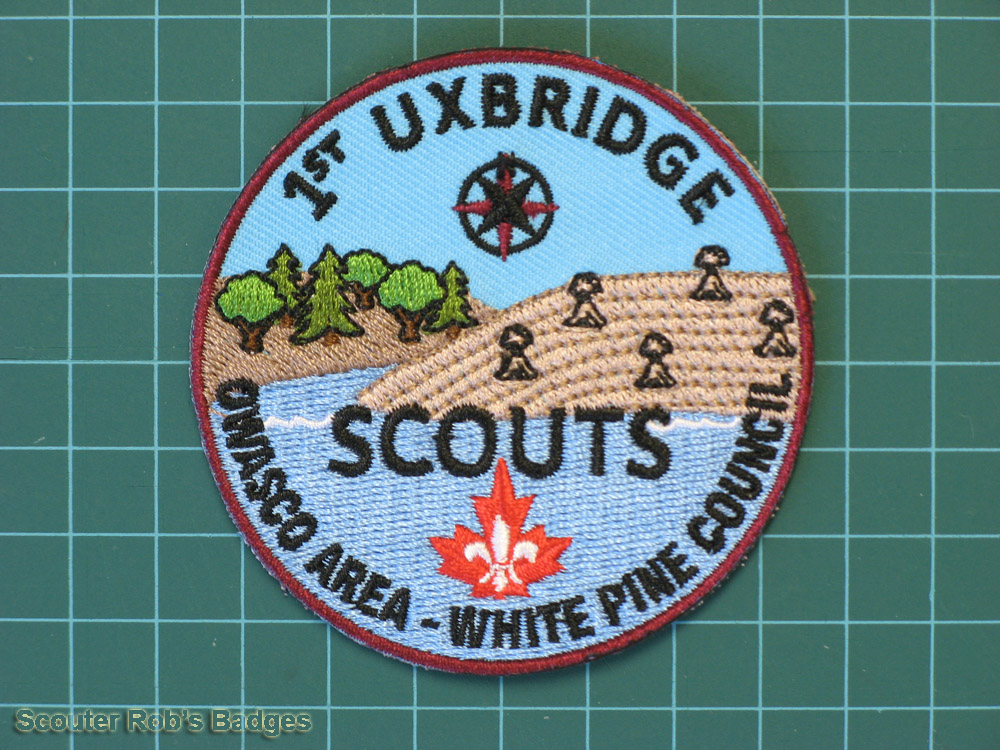 1ST UXBRIDGE
SCOUTS
OWASCO AREA - WHITE PINE COUNCIL
Scouter Rob's Badges